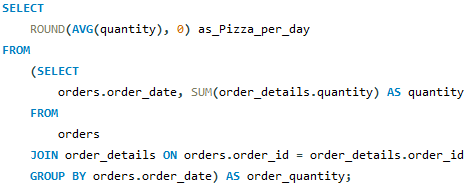 SELECT
ROUND(AVG(quantity), 0) as_Pizza_per_day
FROM
(SELECT
orders.order_date, SUM(order_details.quantity) AS quantity
FROM
orders
JOIN order_details ON orders.order_id = order_details.order_id
GROUP BY orders.order_date) AS order_quantity;